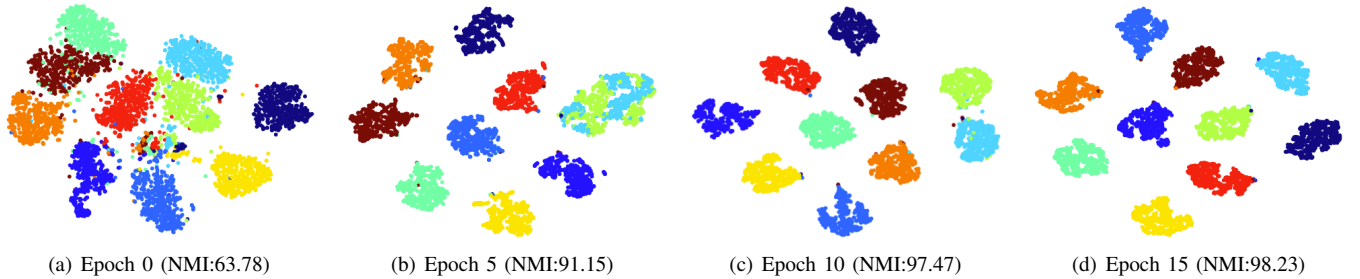 (a) Epoch 0 (NMI:63.78)
(b) Epoch 5 (NMI:91.15)
(c) Epoch 10 (NMI:97.47)
(d) Epoch 15 (NMI:98.23)